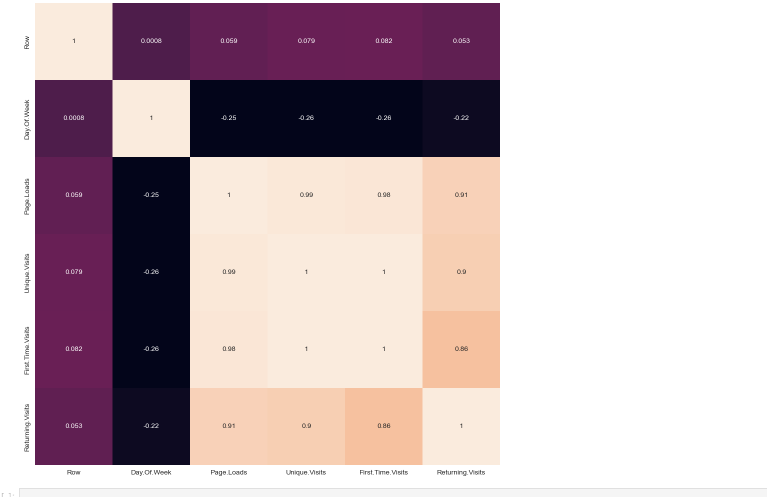 Row 1 0.0008 0.059 0.079 0.082 0.053
Day.Of.Week 0.0008 1 -0.25 -0.26 -0.26 -0.22
Page.Loads 0.059 -0.25 1 0.99 0.98 0.91
Unique.Visits 0.079 -0.26 0.99 1 1 0.9
First.Time.Visits 0.082 -0.26 0.98 1 1 0.86
Returning.Visits 0.053 -0.22 0.91 0.9 0.86 1
Row Day.Of.Week Page.Loads Unique.Visits First.Time.Visits Returning.Visits